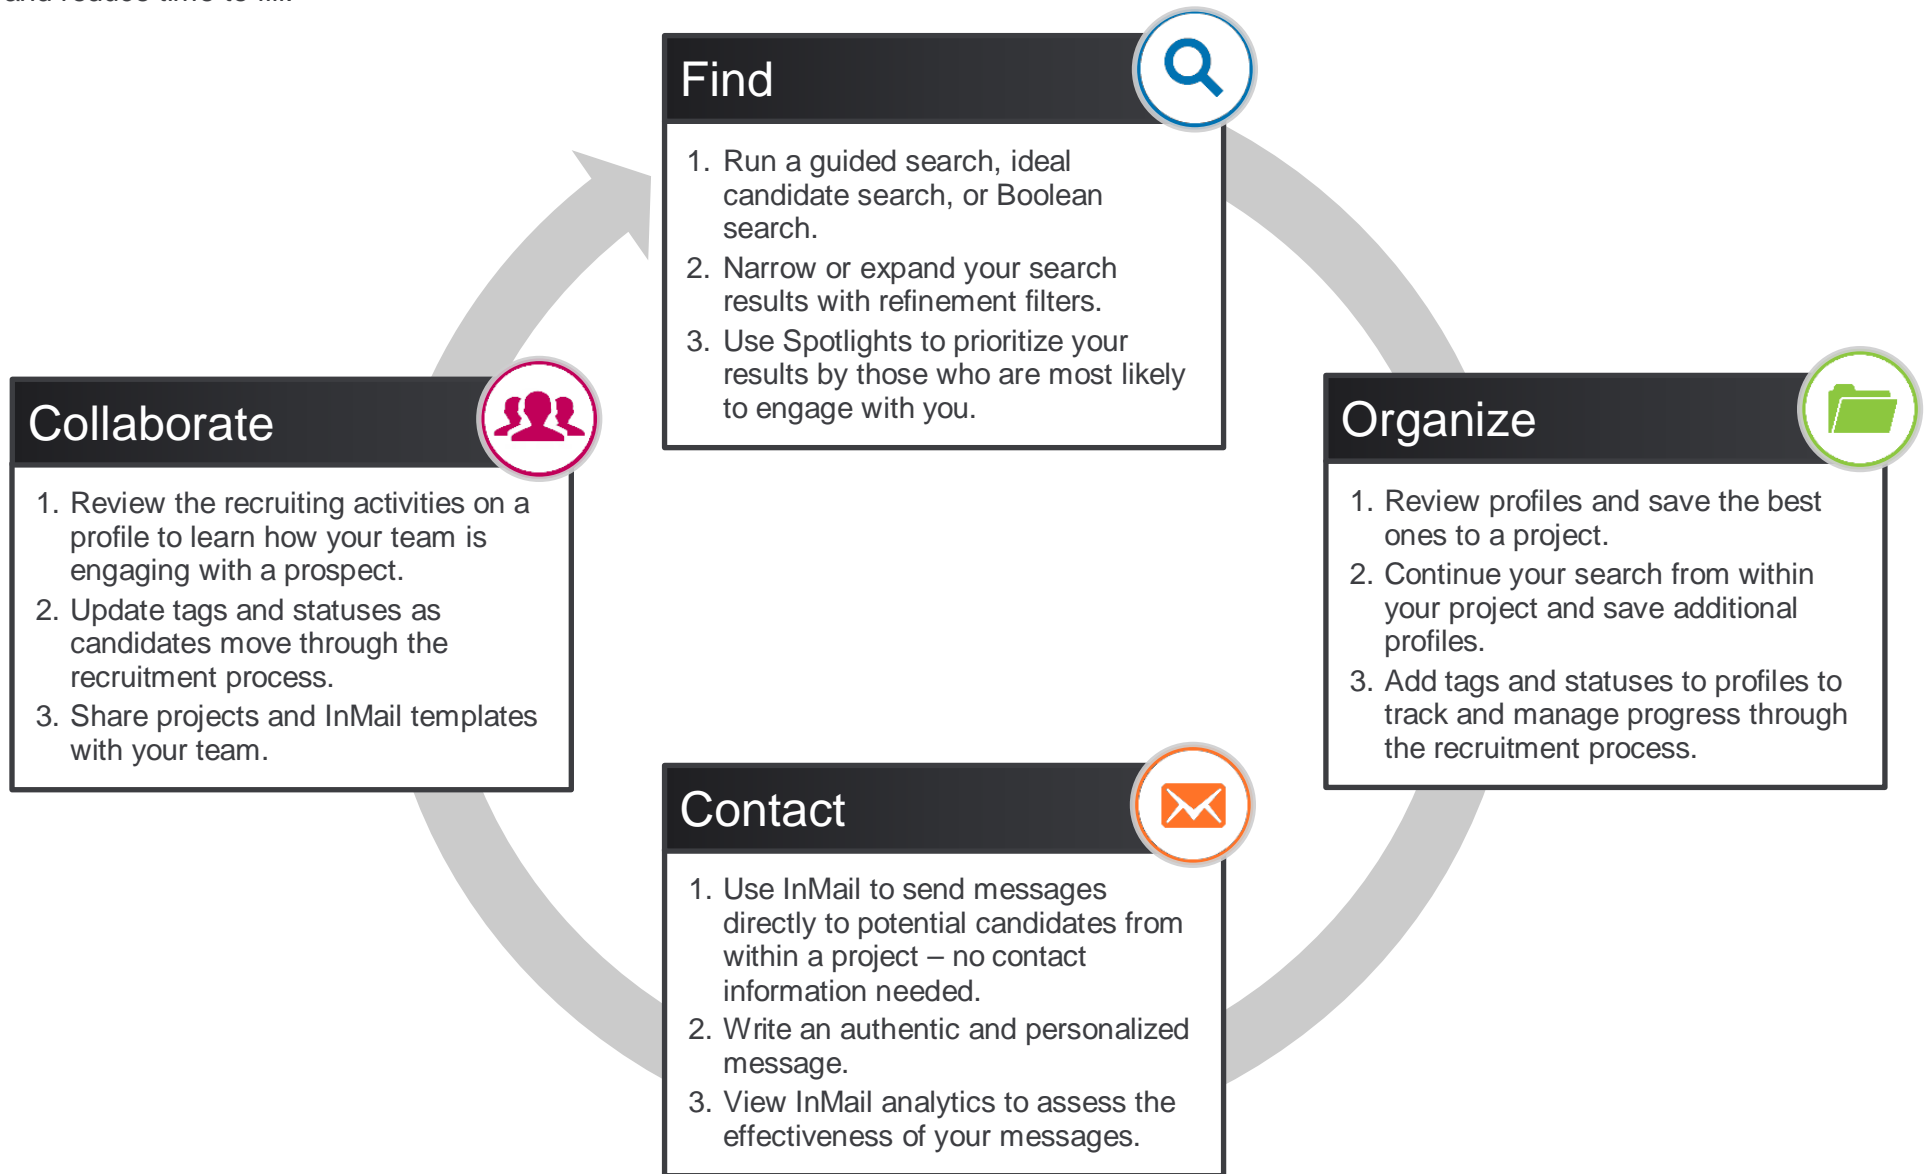 and reduce time to fill.
Find
1. Run a guided search, ideal
candidate search, or Boolean
search.
2. Narrow or expand your search
results with refinement filters.
3. Use Spotlights to prioritize your
results by those who are most likely
to engage with you.
Collaborate
1. Review the recruiting activities on a
profile to learn how your team is
engaging with a prospect.
2. Update tags and statuses as
candidates move through the
recruitment process.
3. Share projects and InMail templates
with your team.
Organize
1. Review profiles and save the best
ones to a project.
2. Continue your search from within
your project and save additional
profiles.
3. Add tags and statuses to profiles to
track and manage progress through
the recruitment process.
Contact
1. Use InMail to send messages
directly to potential candidates from
within a project – no contact
information needed.
2. Write an authentic and personalized
message.
3. View InMail analytics to assess the
effectiveness of your messages.